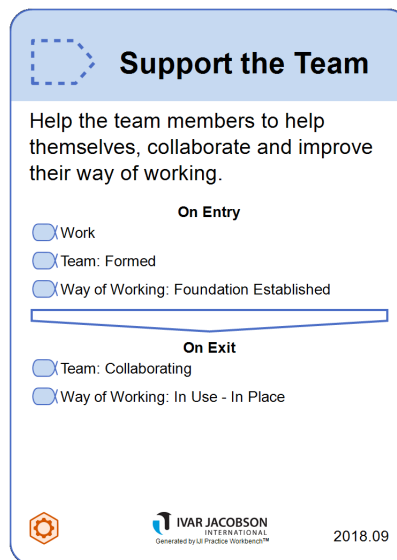 Support the Team
Help the team members to help
themselves, collaborate and improve
their way of working.
On Entry
Work
Team: Formed
Way of Working: Foundation Established
On Exit
Team: Collaborating
Way of Working: In Use - In Place
IVAR JACOBSON
INTERNATIONAL
Generated by IJI Practice Workbench™
2018.09